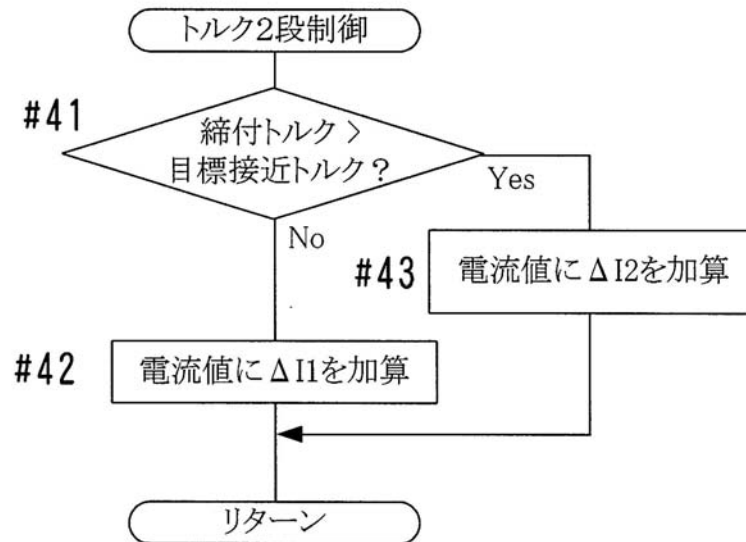 トルク2段制御
#41
締付トルク >
目標接近トルク?
Yes
No
#43
電流値にΔI2を加算
#42
電流値にΔI1を加算
リターン